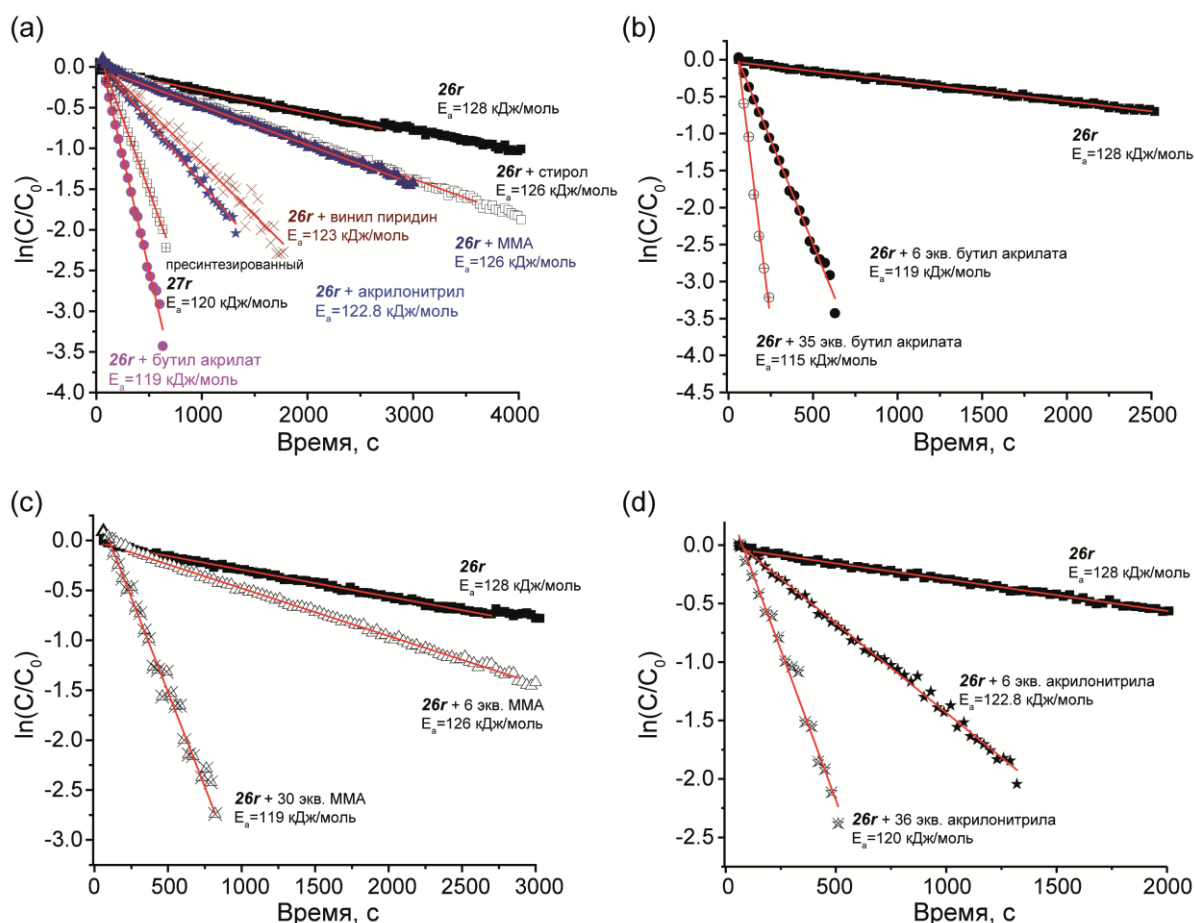 (a)
ln(C/C0)
0.0
-0.5
-1.0
-1.5
-2.0
-2.5
-3.0
-3.5
-4.0
26r
Ea=128 кДж/моль
26r + стирол
Ea=126 кДж/моль
26r + винил пиридин
Ea=123 кДж/моль
26r + ММА
Ea=126 кДж/моль
пресинтезированный
27r
Ea=120 кДж/моль
26r + акрилонитрил
Ea=122.8 кДж/моль
26r + бутил акрилат
Ea=119 кДж/моль
0 1000 2000 3000 4000
Время, с
(b)
ln(C/C0)
0.0
-0.5
-1.0
-1.5
-2.0
-2.5
-3.0
-3.5
-4.0
-4.5
26r
Ea=128 кДж/моль
26r + 6 экв. бутил акрилата
Ea=119 кДж/моль
26r + 35 экв. бутил акрилата
Ea=115 кДж/моль
0 500 1000 1500 2000 2500
Время, с
(c)
ln(C/C0)
0.0
-0.5
-1.0
-1.5
-2.0
-2.5
-3.0
26r
Ea=128 кДж/моль
26r + 6 экв. ММА
Ea=126 кДж/моль
26r + 30 экв. ММА
Ea=119 кДж/моль
0 500 1000 1500 2000 2500 3000
Время, с
(d)
ln(C/C0)
0.0
-0.5
-1.0
-1.5
-2.0
-2.5
26r
Ea=128 кДж/моль
26r + 6 экв. акрилонитрила
Ea=122.8 кДж/моль
26r + 36 экв. акрилонитрила
Ea=120 кДж/моль
0 500 1000 1500 2000
Время, с